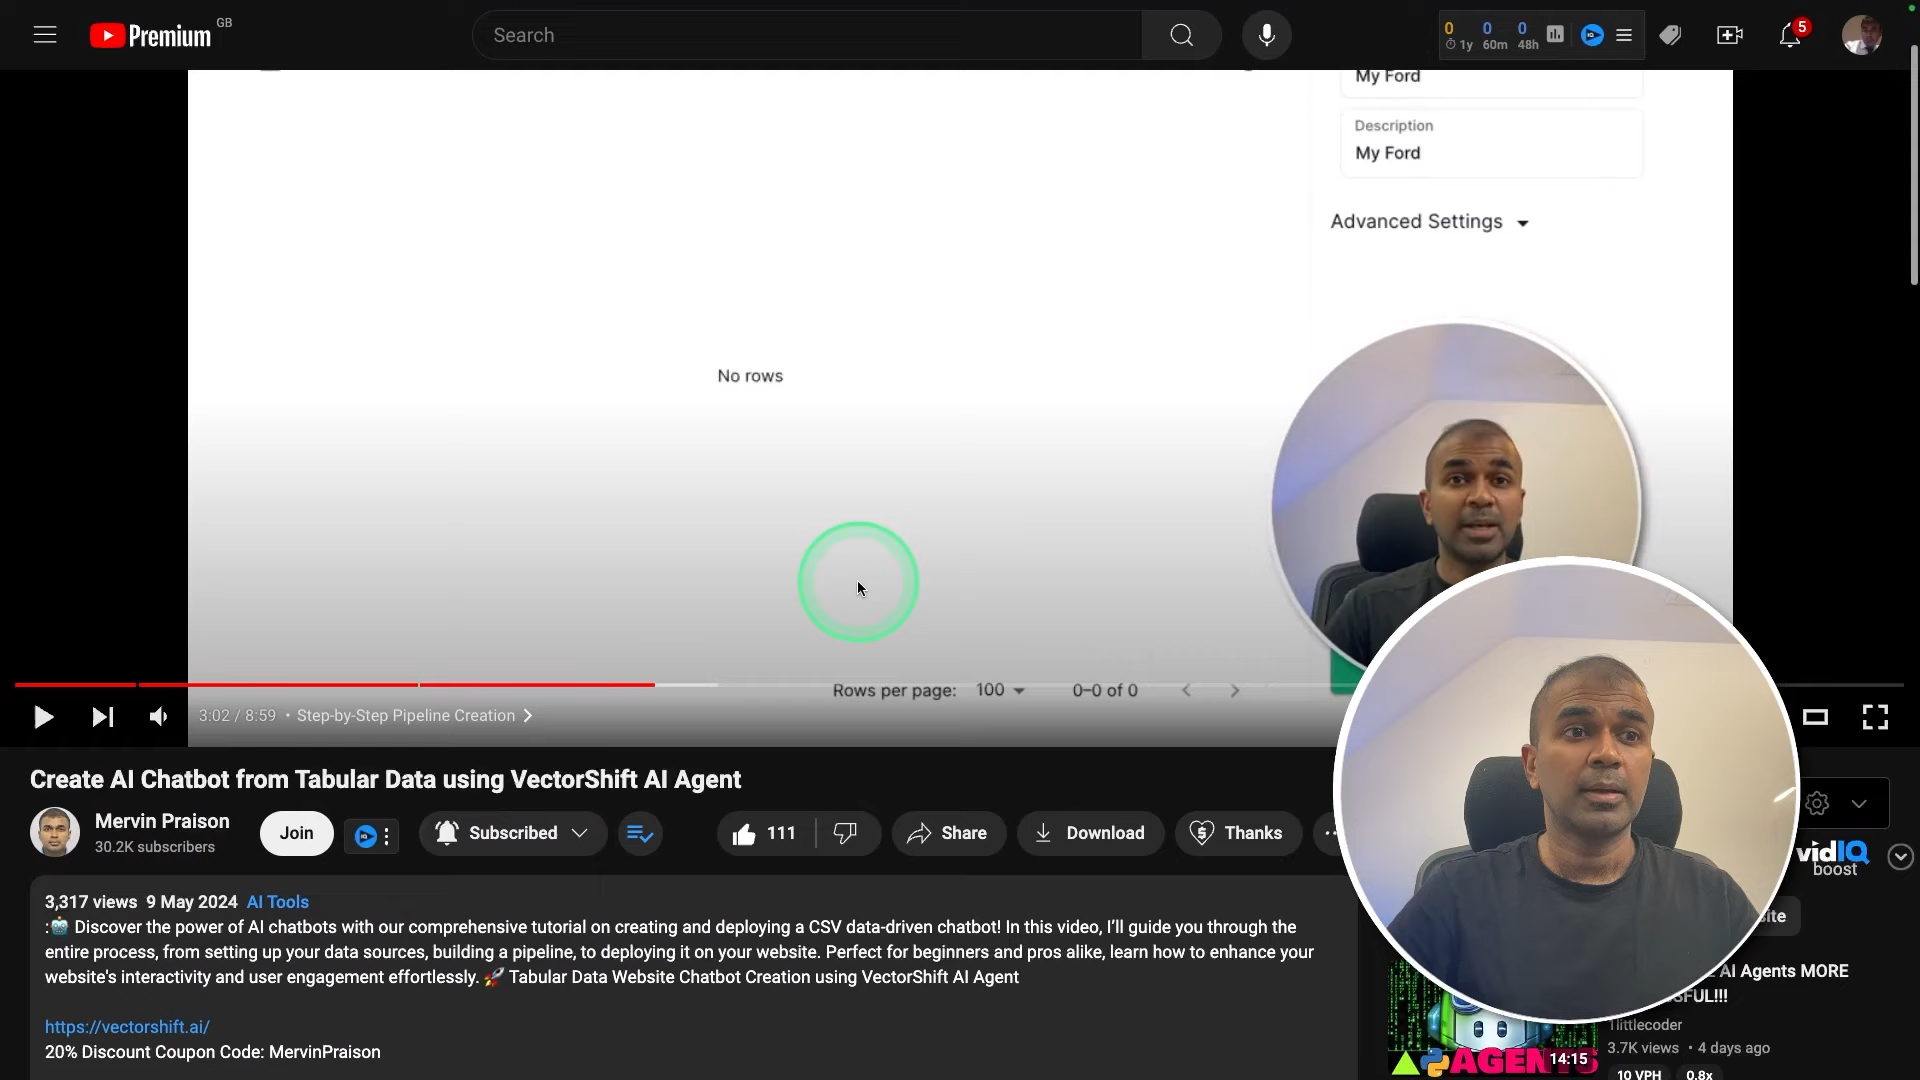 Premium GB
Search
0 0 0
1y 60m 48h
5
My Ford
Description
My Ford
Advanced Settings
No rows
Rows per page: 100 0–0 of 0
3:02 / 8:59 • Step-by-Step Pipeline Creation
Create AI Chatbot from Tabular Data using VectorShift AI Agent
Mervin Praison
30.2K subscribers
Join
Subscribed
111
Share
Download
Thanks
vidIQ
boost
3,317 views 9 May 2024 AI Tools
:🤖 Discover the power of AI chatbots with our comprehensive tutorial on creating and deploying a CSV data-driven chatbot! In this video, I’ll guide you through the
entire process, from setting up your data sources, building a pipeline, to deploying it on your website. Perfect for beginners and pros alike, learn how to enhance your
website's interactivity and user engagement effortlessly. 🚀 Tabular Data Website Chatbot Creation using VectorShift AI Agent
https://vectorshift.ai/
20% Discount Coupon Code: MervinPraison
AI Agents MORE
1littlecoder
3.7K views • 4 days ago
10 VPH 0.8x
AGENTS
14:15